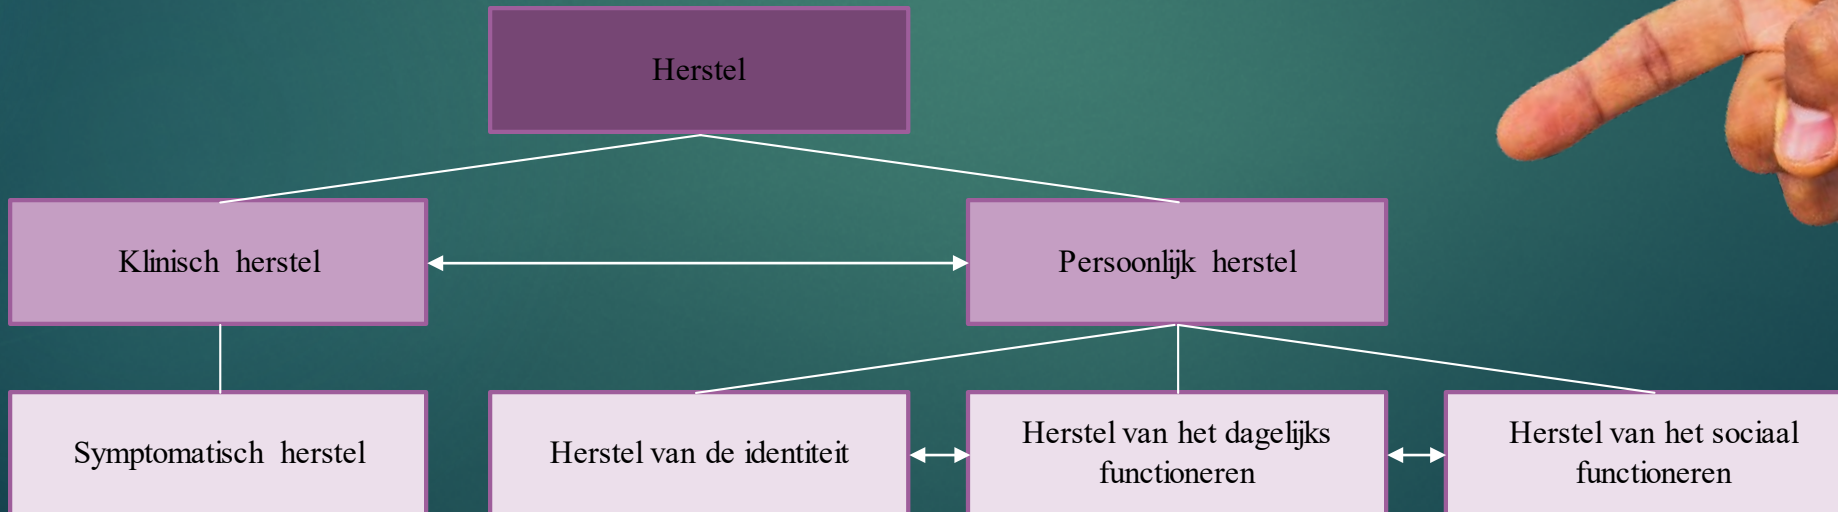 Herstel
Klinisch herstel
Persoonlijk herstel
Symptomatisch herstel
Herstel van de identiteit
Herstel van het dagelijks
functioneren
Herstel van het sociaal
functioneren